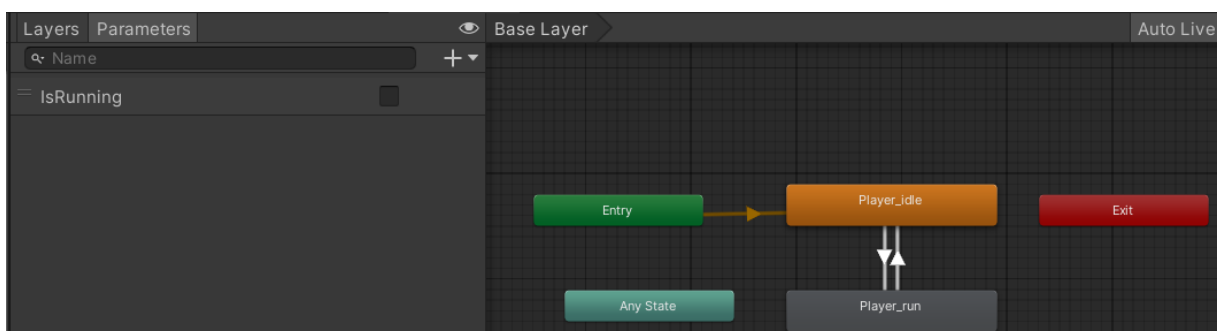 Layers Parameters
Base Layer
Auto Live
Name
IsRunning
Entry
Player_idle
Exit
Any State
Player_run